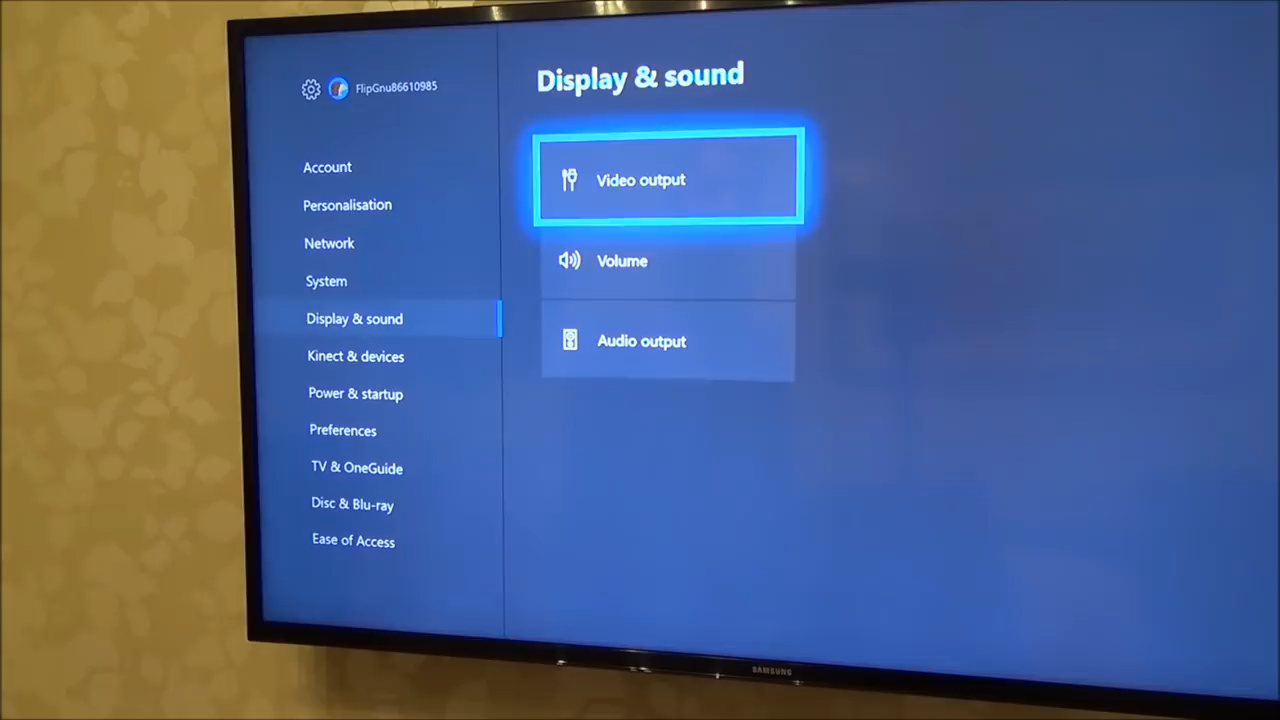 FlipGnu86610985
Account
Personalisation
Network
System
Display & sound
Kinect & devices
Power & startup
Preferences
TV & OneGuide
Disc & Blu-ray
Ease of Access
Display & sound
Video output
Volume
Audio output
SAMSUNG